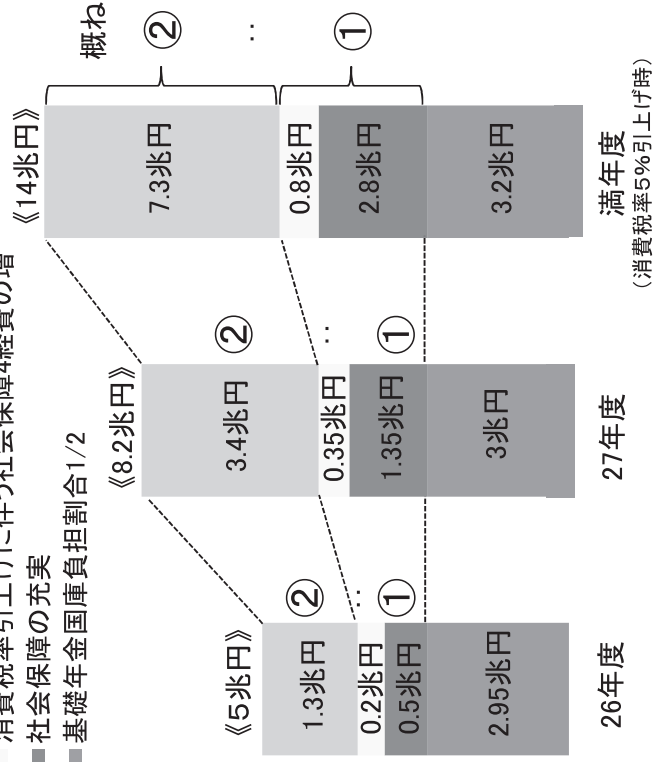 消費税率引上げに伴う社会保障4経費の増
社会保障の充実
基礎年金国庫負担割合1/2
《5兆円》
1.3兆円
0.2兆円
0.5兆円
2.95兆円
② : ①
26年度
《8.2兆円》
3.4兆円
0.35兆円
1.35兆円
3兆円
② : ①
27年度
《14兆円》
7.3兆円
0.8兆円
2.8兆円
3.2兆円
概ね
② : ①
満年度
（消費税率5％引上げ時）